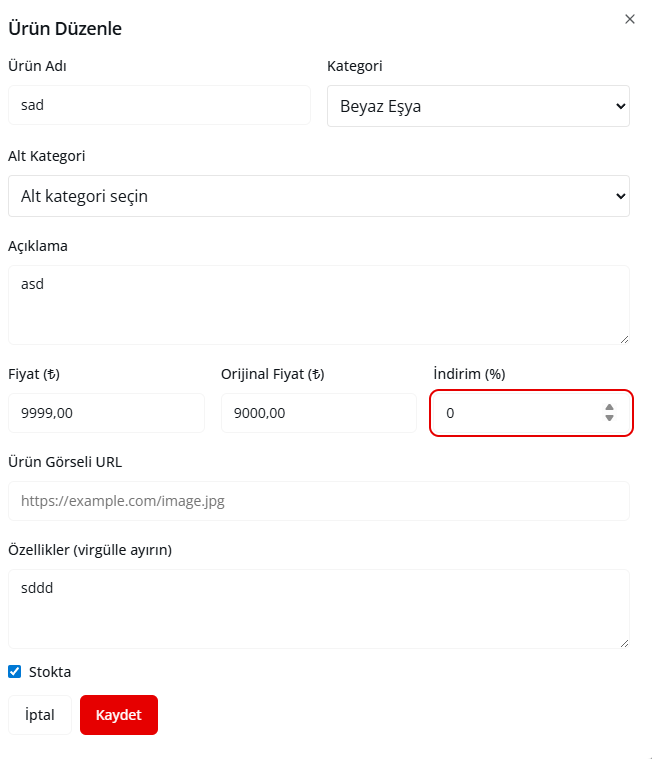 Ürün Düzenle
Ürün Adı
Kategori
sad
Beyaz Eşya
Alt Kategori
Alt kategori seçin
Açıklama
asd
Fiyat (₺)
Orijinal Fiyat (₺)
İndirim (%)
9999,00
9000,00
0
Ürün Görseli URL
https://example.com/image.jpg
Özellikler (virgülle ayırın)
sddd
Stokta
İptal
Kaydet